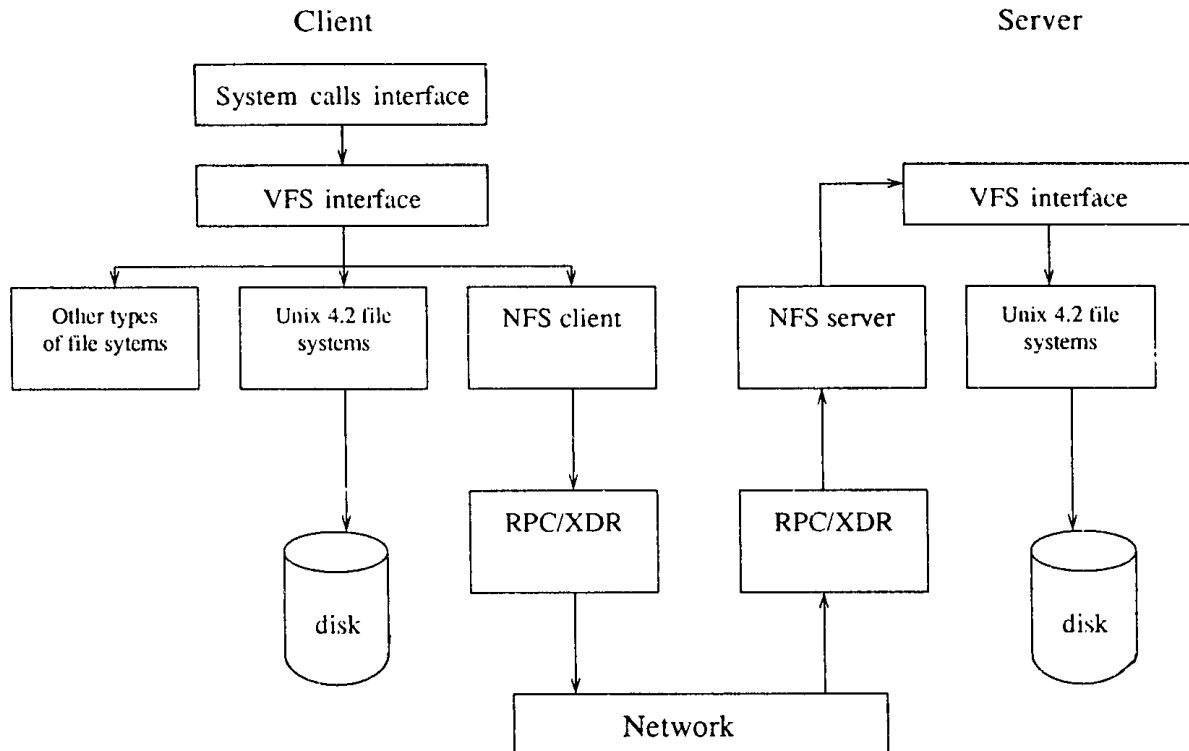 Client
Server
System calls interface
VFS interface
VFS interface
Other types
of file sytems
Unix 4.2 file
systems
NFS client
NFS server
Unix 4.2 file
systems
RPC/XDR
RPC/XDR
disk
disk
Network